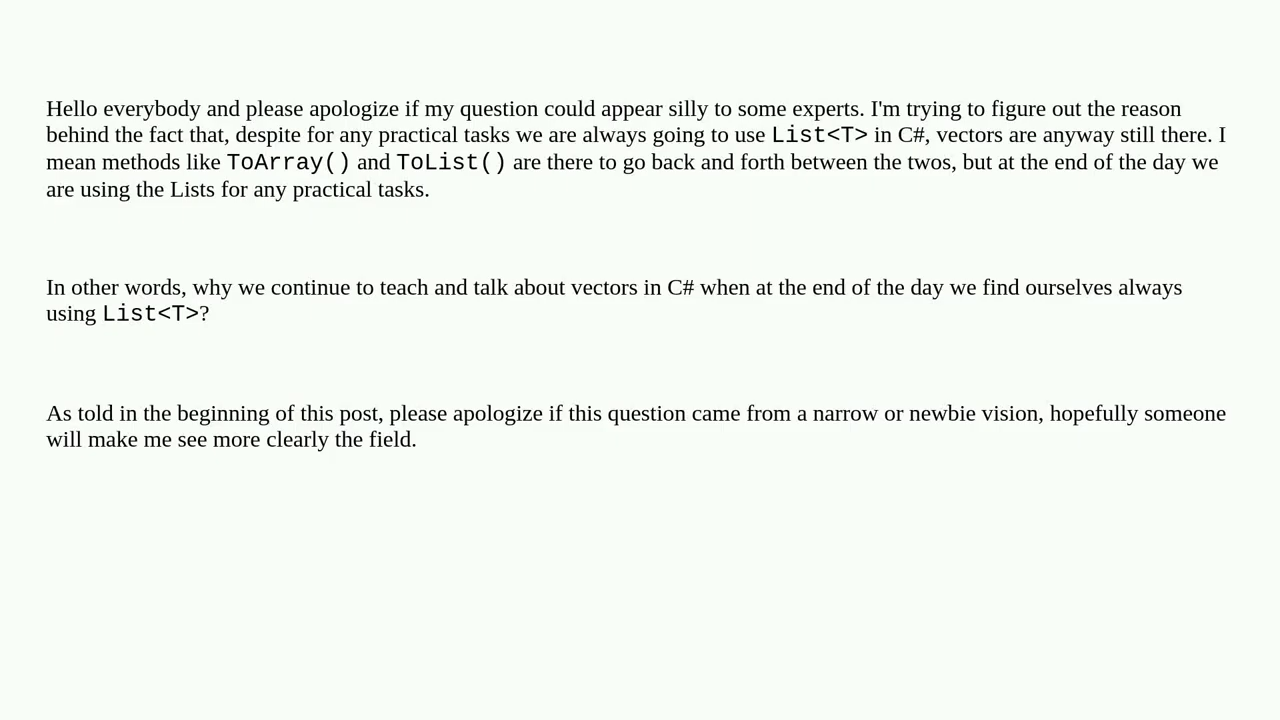 Hello everybody and please apologize if my question could appear silly to some experts. I'm trying to figure out the reason
behind the fact that, despite for any practical tasks we are always going to use List<T> in C#, vectors are anyway still there. I
mean methods like ToArray() and ToList() are there to go back and forth between the twos, but at the end of the day we
are using the Lists for any practical tasks.
In other words, why we continue to teach and talk about vectors in C# when at the end of the day we find ourselves always
using List<T>?
As told in the beginning of this post, please apologize if this question came from a narrow or newbie vision, hopefully someone
will make me see more clearly the field.